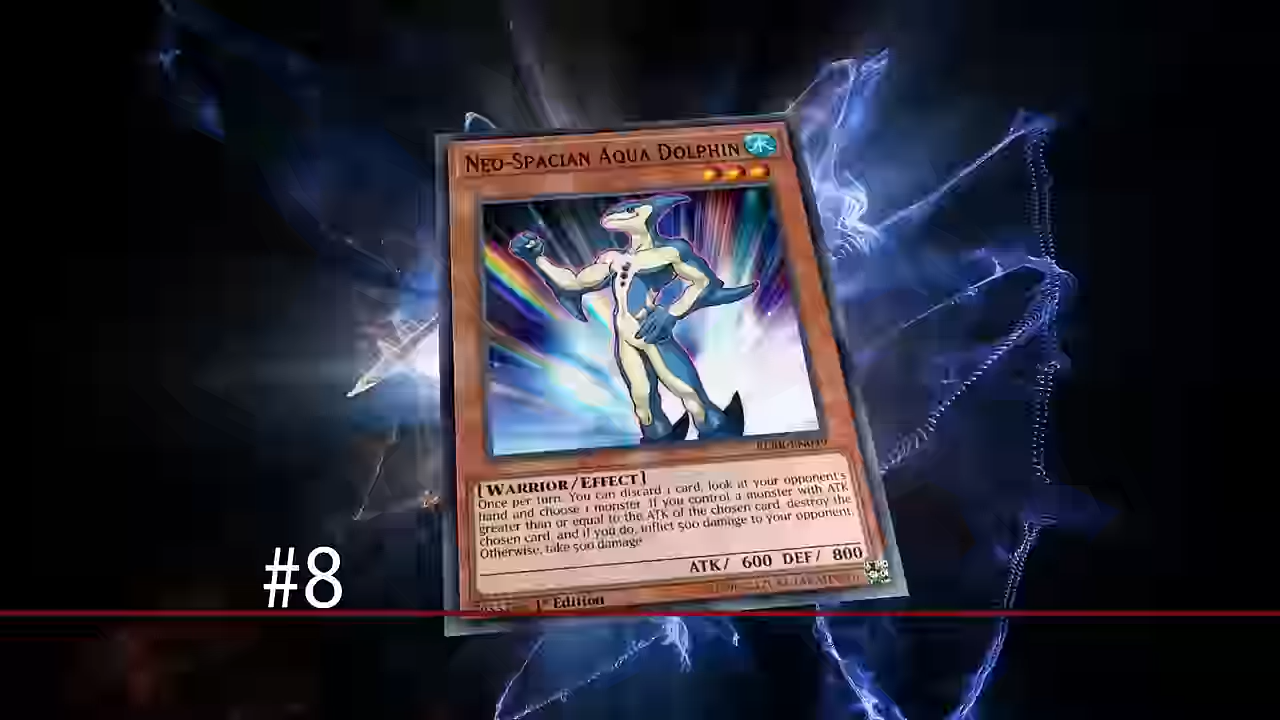 NEO-SPACIAN AQUA DOLPHIN
[WARRIOR/EFFECT]
Once per turn: You can discard 1 card, look at your opponent's
hand and choose 1 monster. If you control a monster with ATK
greater than or equal to the ATK of the chosen card, destroy the
chosen card, and if you do, inflict 500 damage to your opponent.
Otherwise, take 500 damage.
ATK/ 600 DEF/ 800
1st Edition
#8